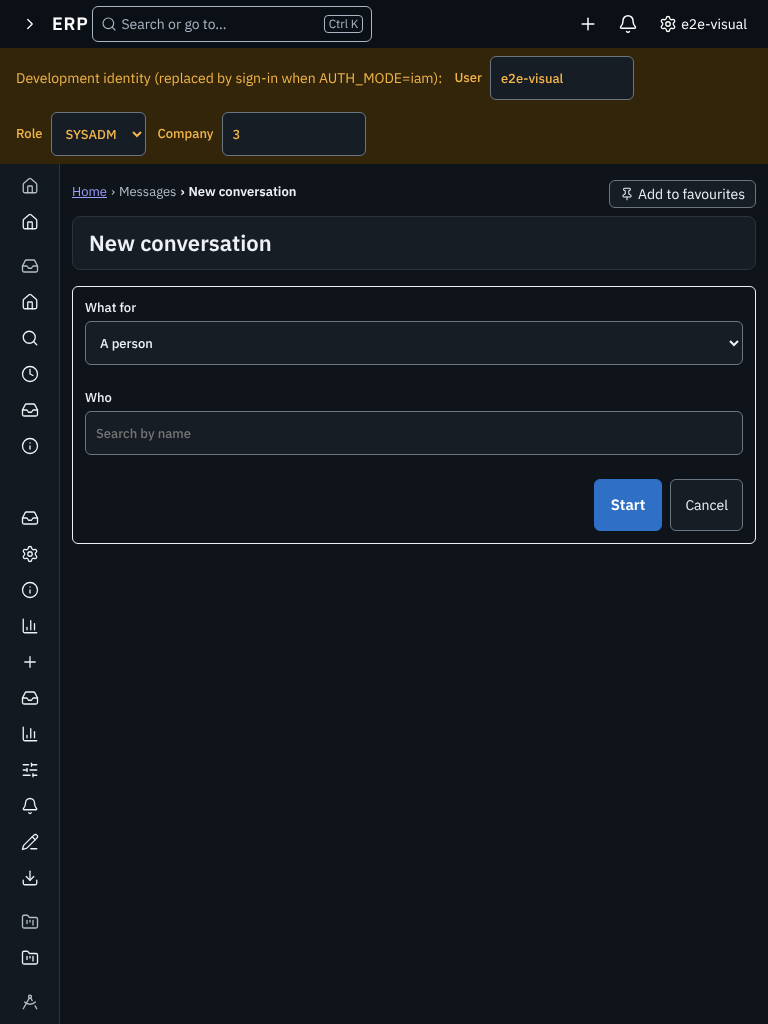 ERP Search or go to... Ctrl K e2e-visual
Development identity (replaced by sign-in when AUTH_MODE=iam): User e2e-visual
Role SYSADM Company 3
Home › Messages › New conversation Add to favourites
New conversation
What for
A person
Who
Search by name
Start Cancel